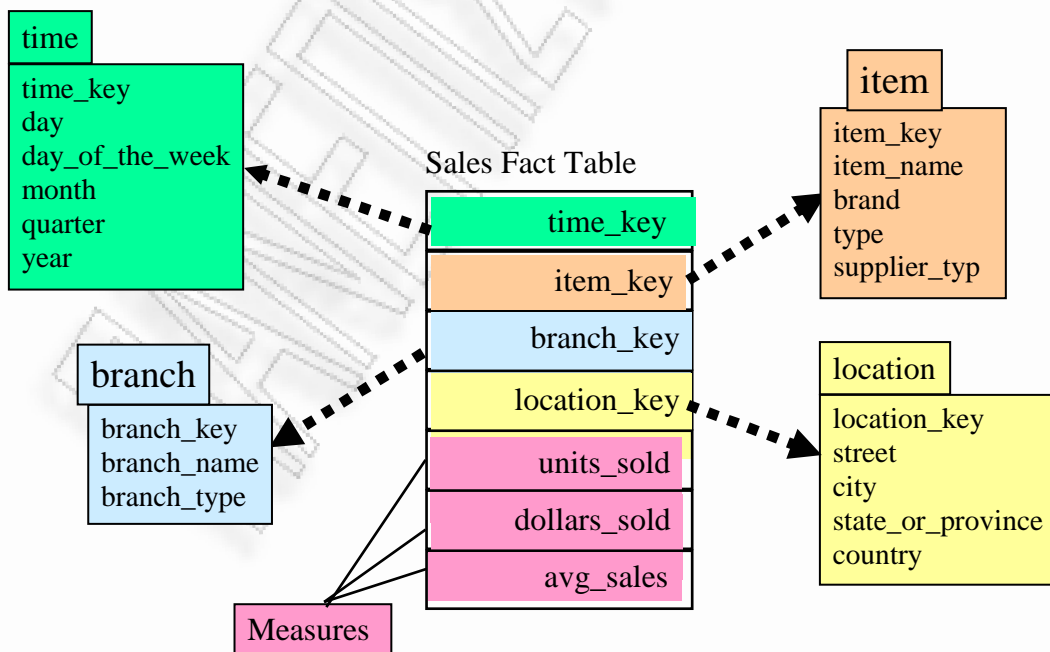 time
time_key
day
day_of_the_week
month
quarter
year
item
item_key
item_name
brand
type
supplier_typ
Sales Fact Table
time_key
item_key
branch_key
location_key
units_sold
dollars_sold
avg_sales
branch
branch_key
branch_name
branch_type
location
location_key
street
city
state_or_province
country
Measures